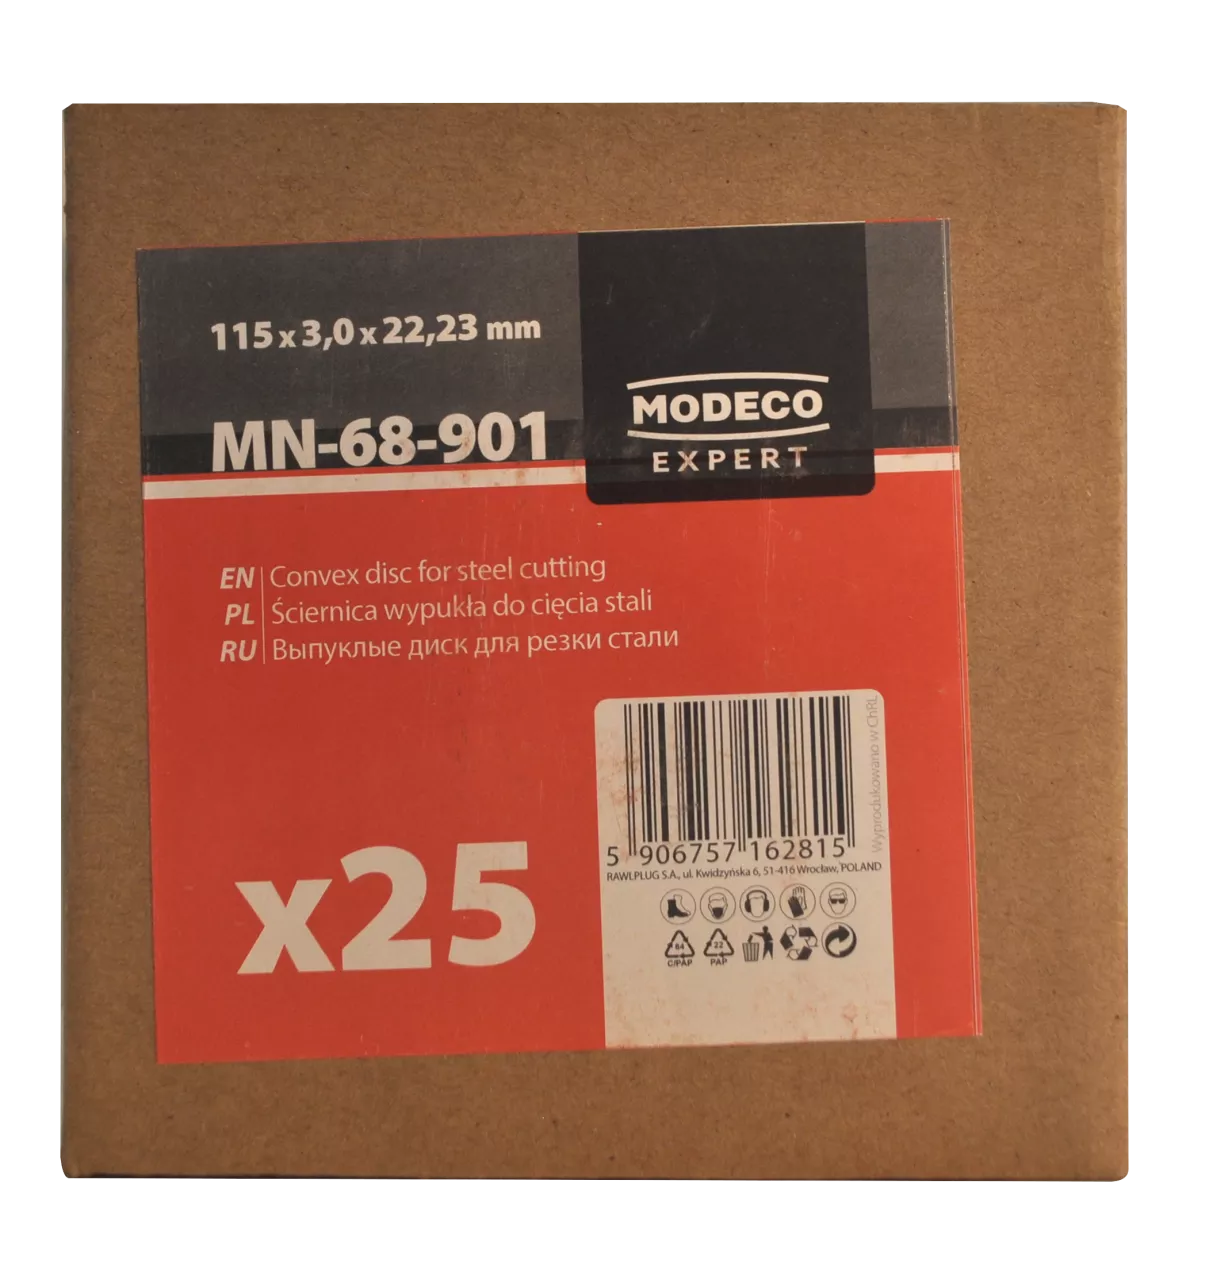 115 x 3,0 x 22,23 mm
MN-68-901
MODECO
EXPERT
EN Convex disc for steel cutting
PL Ściernica wypukła do cięcia stali
RU Выпуклые диск для резки стали
x25
Wyprodukowano w ChRL
5 906757 162815
RAWLPLUG S.A., ul. Kwidzyńska 6, 51-416 Wrocław, POLAND
84
C/PAP
22
PAP